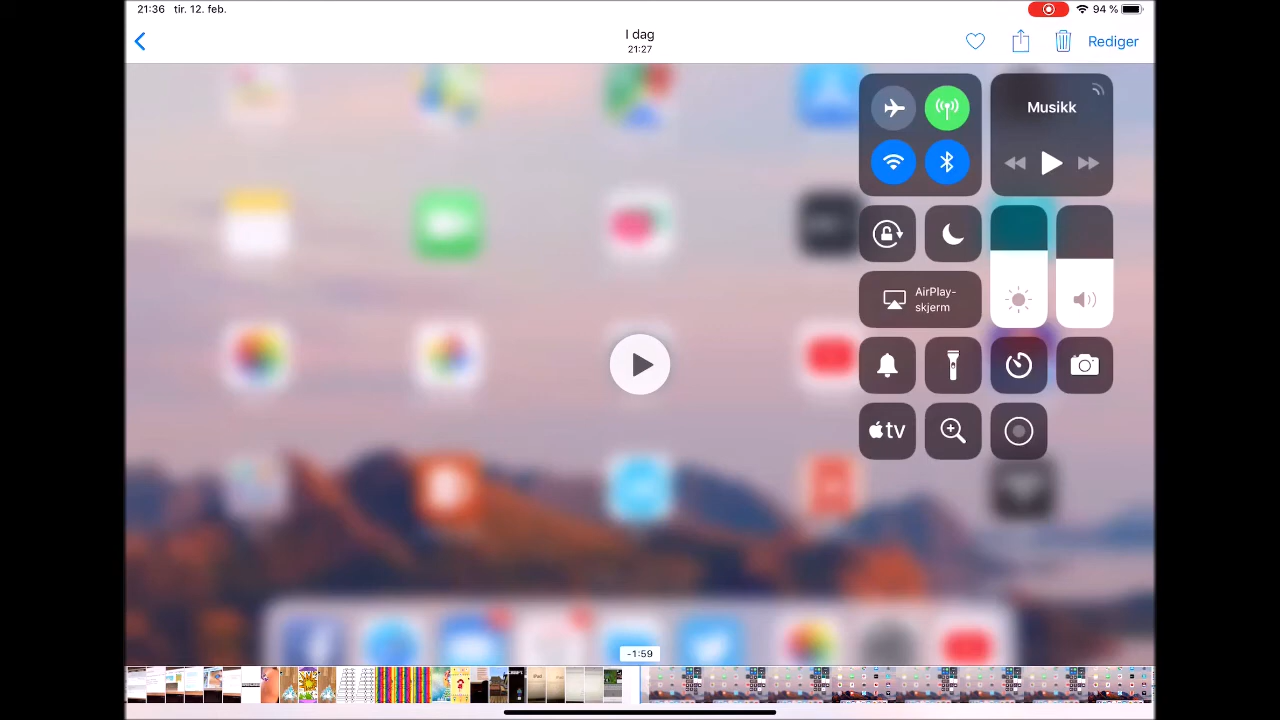 21:36 tir. 12. feb.
94 %
I dag
21:27
Rediger
Musikk
AirPlay-
skjerm
tv
-1:59